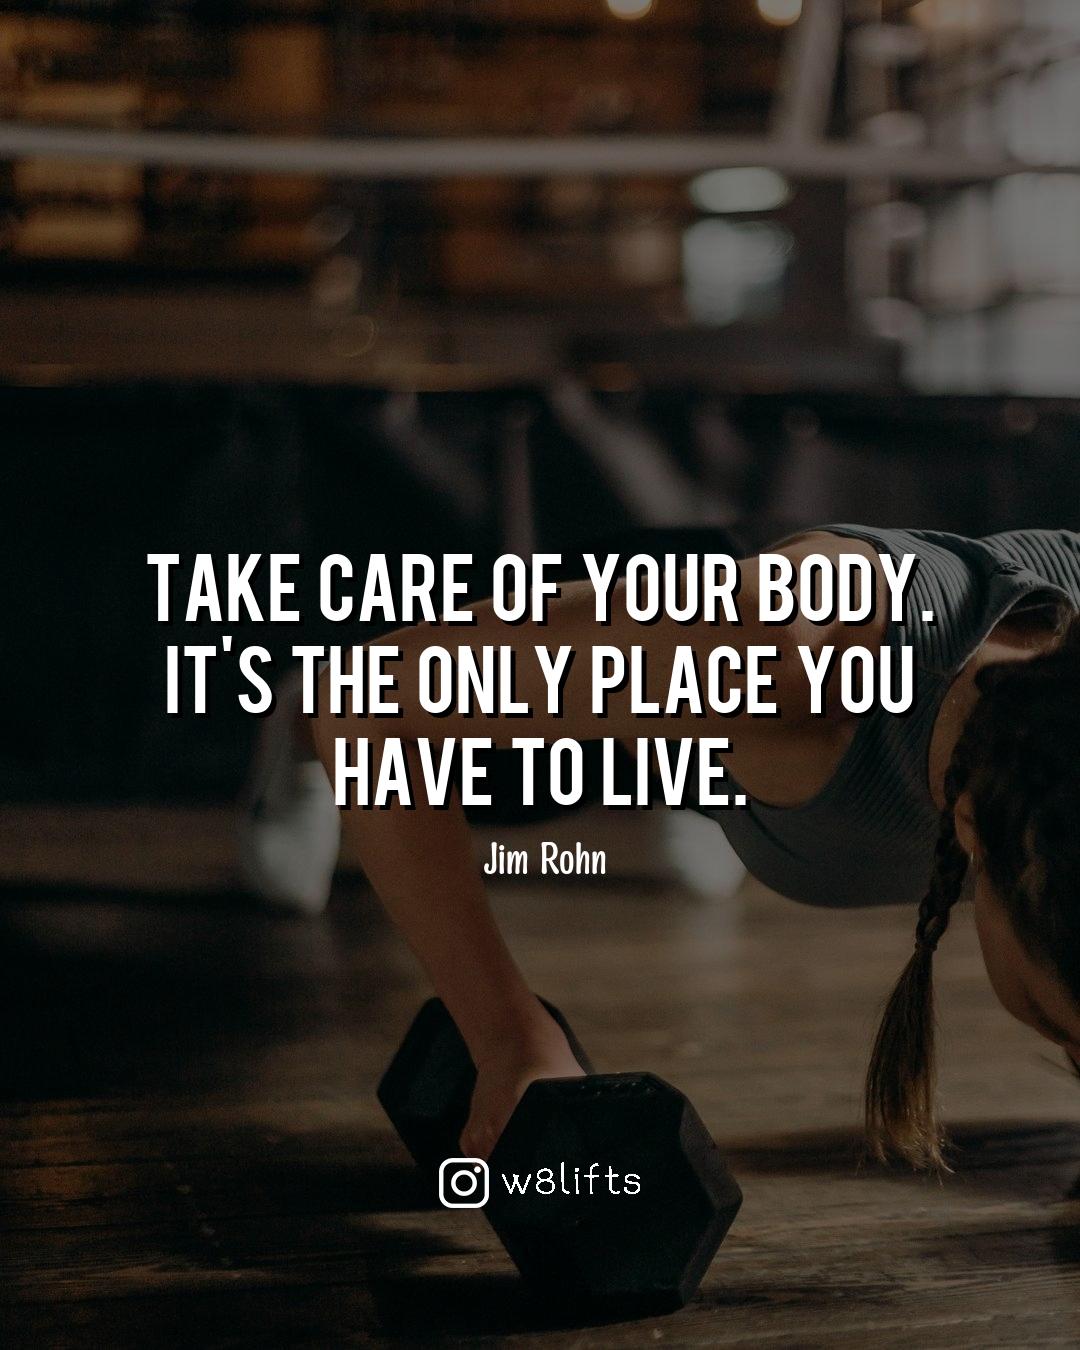 TAKE CARE OF YOUR BODY.
IT'S THE ONLY PLACE YOU
HAVE TO LIVE.
Jim Rohn
w8lifts